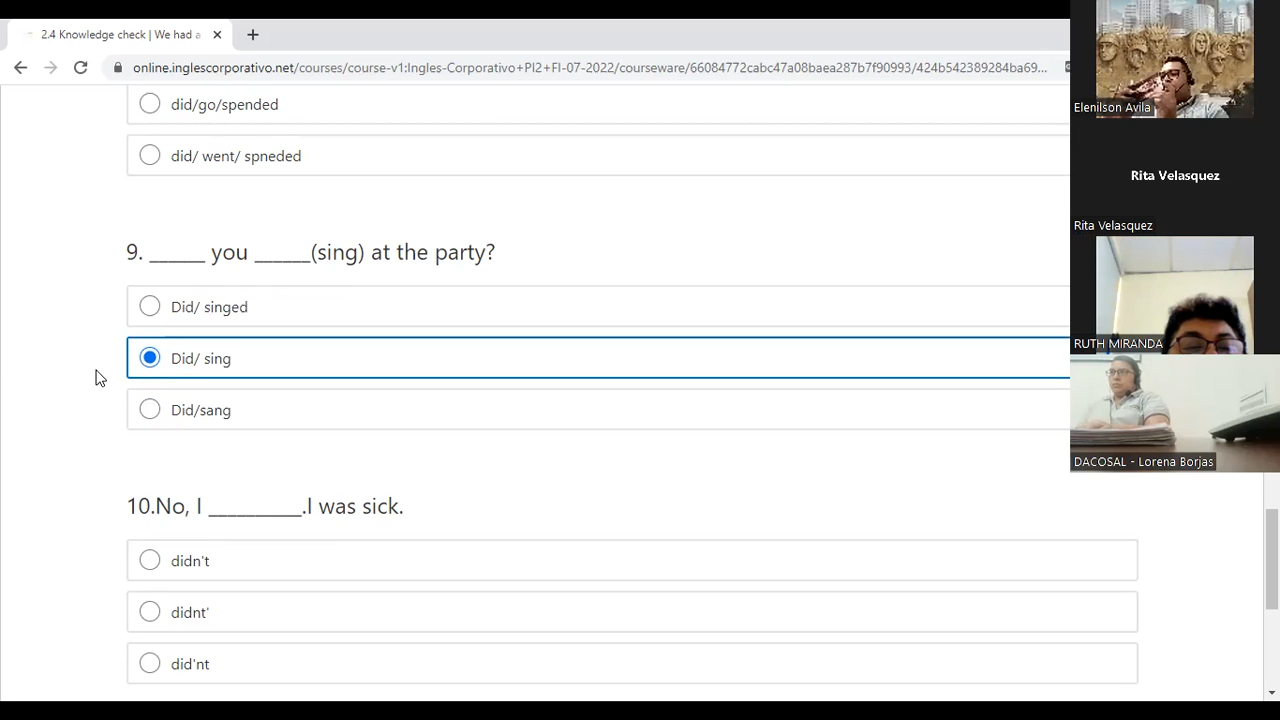 2.4 Knowledge check | We had a
online.inglescorporativo.net/courses/course-v1:Ingles-Corporativo+PI2+FI-07-2022/courseware/66084772cabc47a08baea287b7f90993/424b542389284ba69...
did/go/spended
did/ went/ spneded
9. ______ you ______(sing) at the party?
Did/ singed
Did/ sing
Did/sang
10.No, I __________.I was sick.
didn't
didnt'
did'nt
Elenilson Avila
Rita Velasquez
Rita Velasquez
RUTH MIRANDA
DACOSAL - Lorena Borjas